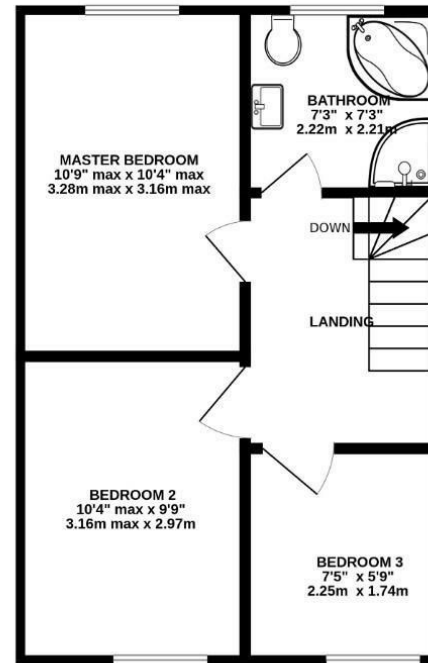 BATHROOM
7'3" x 7'3"
2.22m x 2.21m
MASTER BEDROOM
10'9" max x 10'4" max
3.28m max x 3.16m max
DOWN
LANDING
BEDROOM 2
10'4" max x 9'9"
3.16m max x 2.97m
BEDROOM 3
7'5" x 5'9"
2.25m x 1.74m